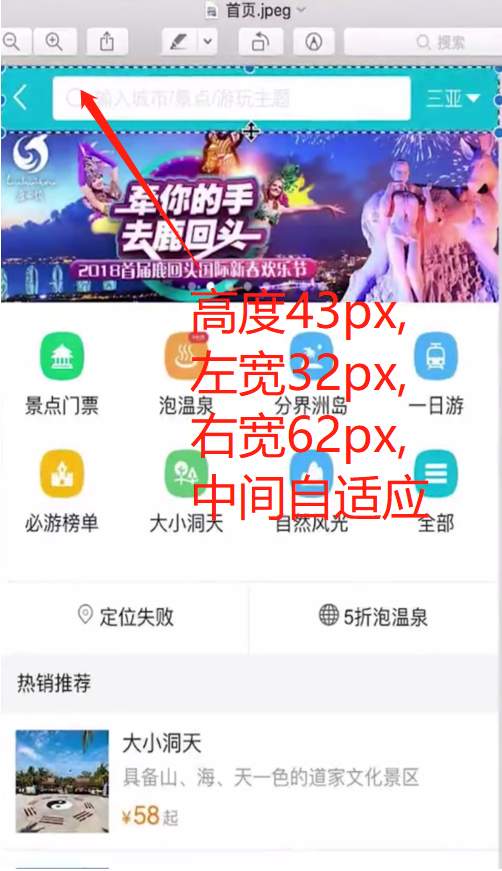 首页.jpeg
搜索
输入城市/景点/游玩主题
三亚
牵你的手
去鹿回头
2018首届鹿回头国际新春欢乐节
高度43px,
左宽32px,
右宽62px,
中间自适应
景点门票
泡温泉
分界洲岛
一日游
必游榜单
大小洞天
自然风光
全部
定位失败
5折泡温泉
热销推荐
大小洞天
具备山、海、天一色的道家文化景区
¥58起